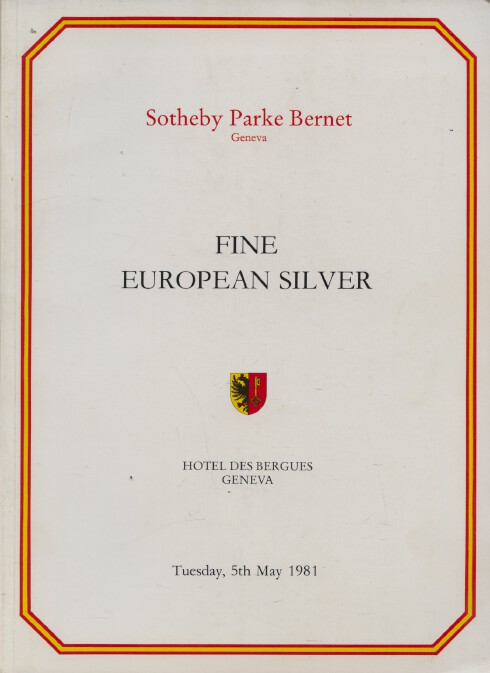 Sotheby Parke Bernet
Geneva
FINE
EUROPEAN SILVER
HOTEL DES BERGUES
GENEVA
Tuesday, 5th May 1981